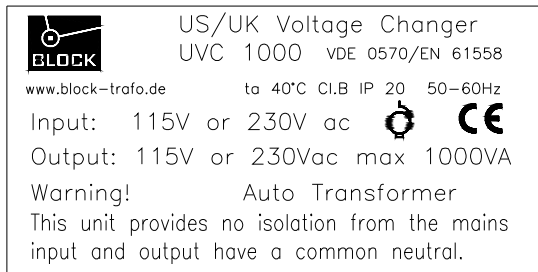 US/UK Voltage Changer
BLOCK UVC 1000 VDE 0570/EN 61558
www.block-trafo.de ta 40°C Cl.B IP 20 50-60Hz
Input: 115V or 230V ac CE
Output: 115V or 230Vac max 1000VA
Warning! Auto Transformer
This unit provides no isolation from the mains
input and output have a common neutral.